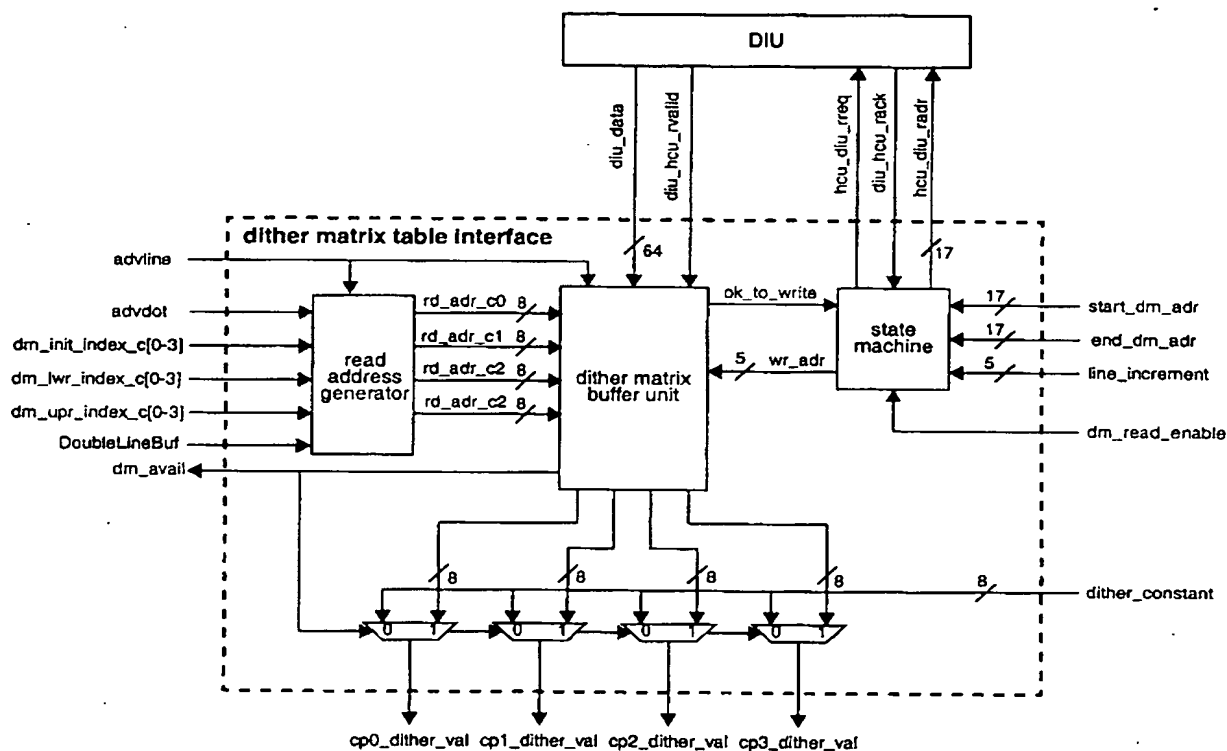 DIU
diu_data
diu_hcu_rvalid
hcu_diu_rreq
diu_hcu_rack
hcu_diu_radr
dither matrix table interface
64
17
advline
advdot
dm_init_index_c[0-3]
dm_lwr_index_c[0-3]
dm_upr_index_c[0-3]
DoubleLineBuf
dm_avail
read
address
generator
rd_adr_c0 8
rd_adr_c1 8
rd_adr_c2 8
rd_adr_c2 8
dither matrix
buffer unit
ok_to_write
5 wr_adr
state
machine
17 start_dm_adr
17 end_dm_adr
5 line_increment
dm_read_enable
8 8 8 8 8 dither_constant
0 1 0 1 0 1 0 1
cp0_dither_val cp1_dither_val cp2_dither_val cp3_dither_val